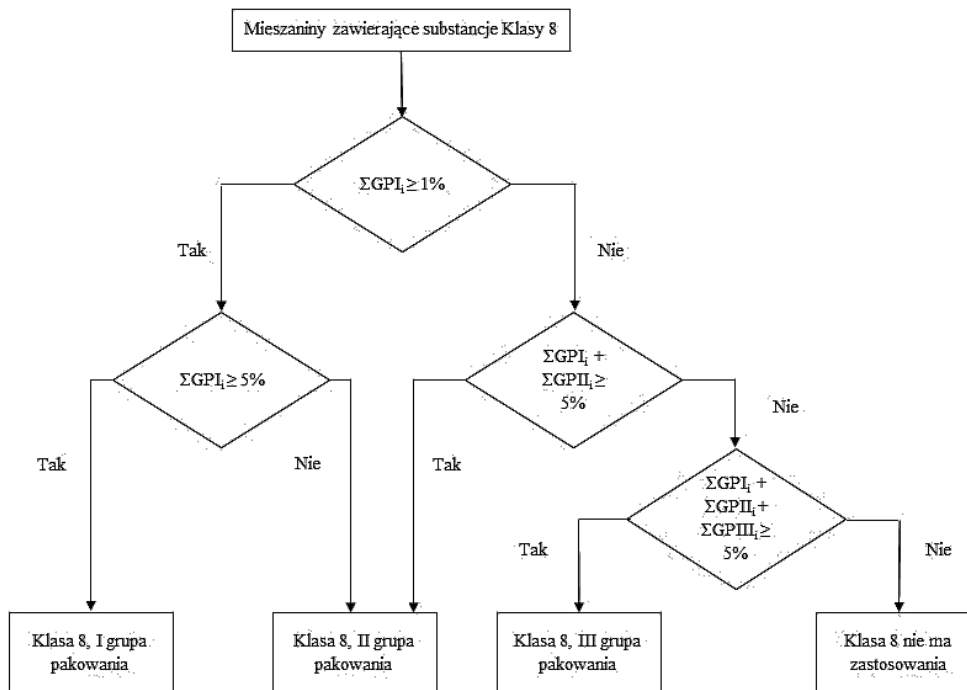 Mieszaniny zawierające substancje Klasy 8
ΣGPIᵢ ≥ 1%
Tak
Nie
ΣGPIᵢ ≥ 5%
ΣGPIᵢ +
ΣGPIIᵢ ≥
5%
Tak
Nie
Tak
Nie
ΣGPIᵢ +
ΣGPIIᵢ +
ΣGPIIIᵢ ≥
5%
Tak
Nie
Klasa 8, I grupa
pakowania
Klasa 8, II grupa
pakowania
Klasa 8, III grupa
pakowania
Klasa 8 nie ma
zastosowania